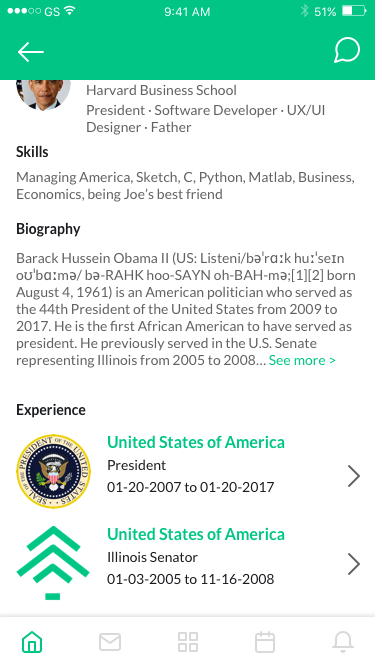 GS 9:41 AM 51%
Harvard Business School
President · Software Developer · UX/UI
Designer · Father
Skills
Managing America, Sketch, C, Python, Matlab, Business,
Economics, being Joe's best friend
Biography
Barack Hussein Obama II (US: Listeni/bəˈrɑːk huːˈseɪn
oʊˈbɑːmə/ bə-RAHK hoo-SAYN oh-BAH-mə;[1][2] born
August 4, 1961) is an American politician who served as
the 44th President of the United States from 2009 to
2017. He is the first African American to have served as
president. He previously served in the U.S. Senate
representing Illinois from 2005 to 2008... See more >
Experience
SEAL OF THE PRESIDENT OF THE UNITED STATES
United States of America
President
01-20-2007 to 01-20-2017
United States of America
Illinois Senator
01-03-2005 to 11-16-2008